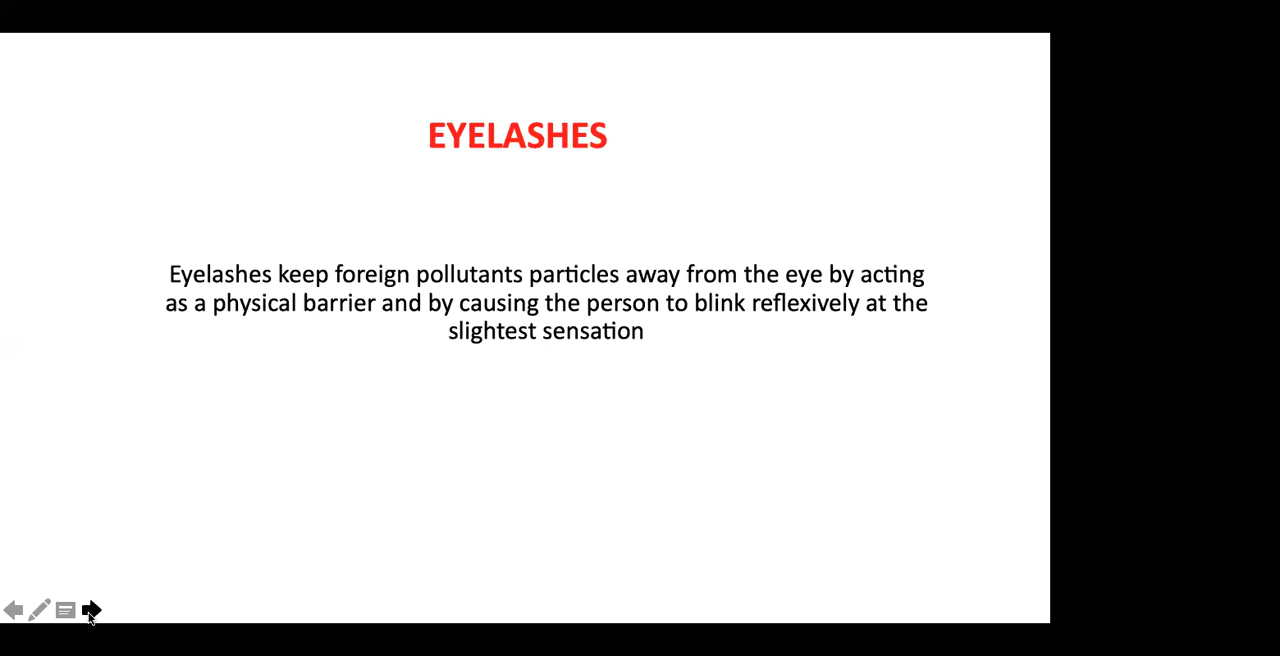 EYELASHES
Eyelashes keep foreign pollutants particles away from the eye by acting
as a physical barrier and by causing the person to blink reflexively at the
slightest sensation